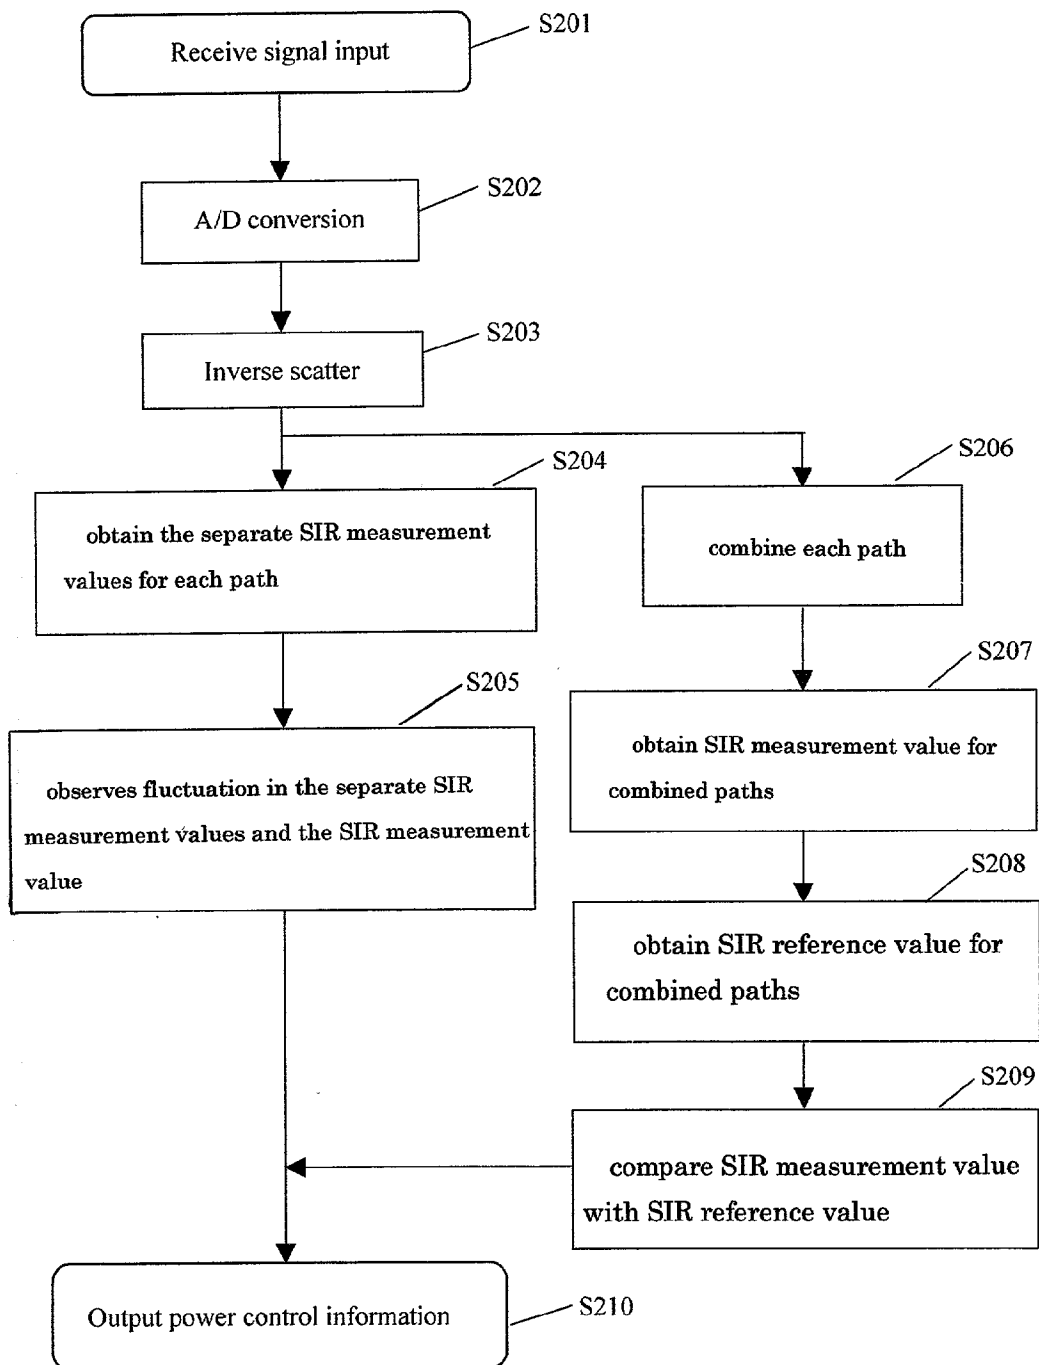 Receive signal input
S201
A/D conversion
S202
Inverse scatter
S203
obtain the separate SIR measurement
values for each path
S204
combine each path
S206
observes fluctuation in the separate SIR
measurement values and the SIR measurement
value
S205
obtain SIR measurement value for
combined paths
S207
obtain SIR reference value for
combined paths
S208
compare SIR measurement value
with SIR reference value
S209
Output power control information
S210